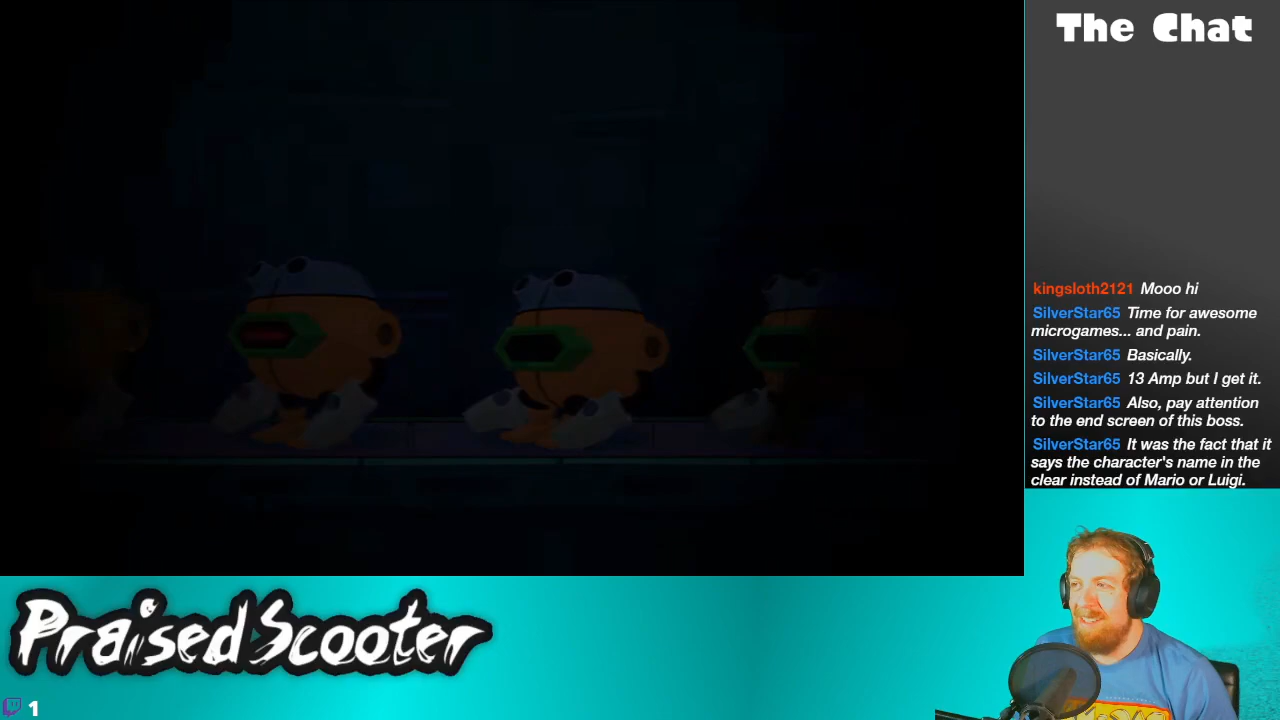 The Chat
kingsloth2121 Mooo hi
SilverStar65 Time for awesome
microgames... and pain.
SilverStar65 Basically.
SilverStar65 13 Amp but I get it.
SilverStar65 Also, pay attention
to the end screen of this boss.
SilverStar65 It was the fact that it
says the character's name in the
clear instead of Mario or Luigi.
PraisedScooter
1